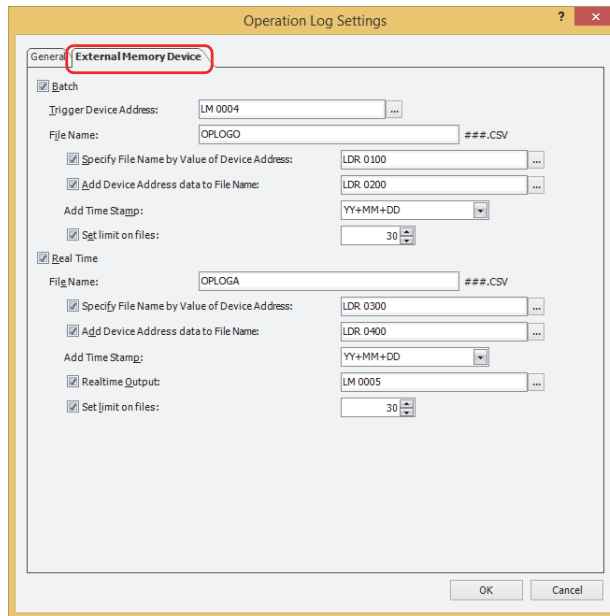 Operation Log Settings
? ×
General External Memory Device
Batch
Trigger Device Address: LM 0004 ...
File Name: OPLOGO ###.CSV
Specify File Name by Value of Device Address: LDR 0100 ...
Add Device Address data to File Name: LDR 0200 ...
Add Time Stamp: YY+MM+DD
Set limit on files: 30
Real Time
File Name: OPLOGA ###.CSV
Specify File Name by Value of Device Address: LDR 0300 ...
Add Device Address data to File Name: LDR 0400 ...
Add Time Stamp: YY+MM+DD
Realtime Output: LM 0005 ...
Set limit on files: 30
OK Cancel